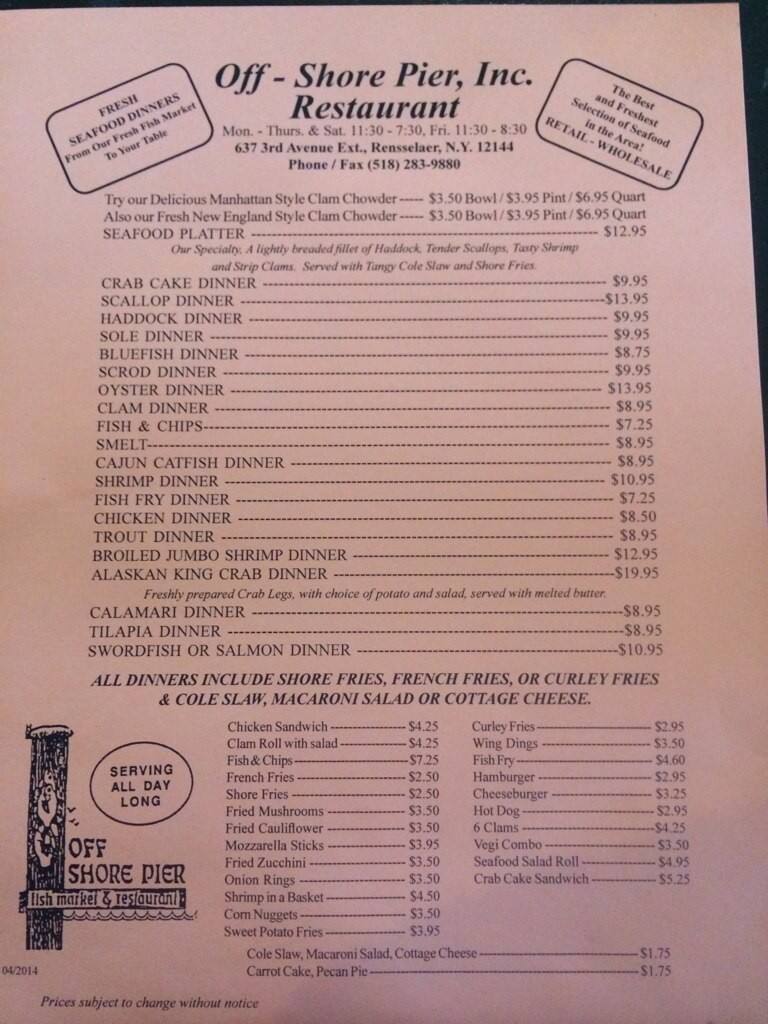 FRESH
SEAFOOD DINNERS
From Our Fresh Fish Market
To Your Table
Off - Shore Pier, Inc.
Restaurant
Mon. - Thurs. & Sat. 11:30 - 7:30, Fri. 11:30 - 8:30
637 3rd Avenue Ext., Rensselaer, N.Y. 12144
Phone / Fax (518) 283-9880
The Best
and Freshest
Selection of Seafood
in the Area!
RETAIL - WHOLESALE
Try our Delicious Manhattan Style Clam Chowder ----- $3.50 Bowl / $3.95 Pint / $6.95 Quart
Also our Fresh New England Style Clam Chowder ---- $3.50 Bowl / $3.95 Pint / $6.95 Quart
SEAFOOD PLATTER ---- $12.95
Our Specialty, A lightly breaded fillet of Haddock, Tender Scallops, Tasty Shrimp
and Strip Clams. Served with Tangy Cole Slaw and Shore Fries.
CRAB CAKE DINNER ---- $9.95
SCALLOP DINNER ---- $13.95
HADDOCK DINNER ---- $9.95
SOLE DINNER ---- $9.95
BLUEFISH DINNER ---- $8.75
SCROD DINNER ---- $9.95
OYSTER DINNER ---- $13.95
CLAM DINNER ---- $8.95
FISH & CHIPS ---- $7.25
SMELT ---- $8.95
CAJUN CATFISH DINNER ---- $8.95
SHRIMP DINNER ---- $10.95
FISH FRY DINNER ---- $7.25
CHICKEN DINNER ---- $8.50
TROUT DINNER ---- $8.95
BROILED JUMBO SHRIMP DINNER ---- $12.95
ALASKAN KING CRAB DINNER ---- $19.95
Freshly prepared Crab Legs, with choice of potato and salad, served with melted butter.
CALAMARI DINNER ---- $8.95
TILAPIA DINNER ---- $8.95
SWORDFISH OR SALMON DINNER ---- $10.95
ALL DINNERS INCLUDE SHORE FRIES, FRENCH FRIES, OR CURLEY FRIES
& COLE SLAW, MACARONI SALAD OR COTTAGE CHEESE.
Chicken Sandwich ---- $4.25
Clam Roll with salad ---- $4.25
Fish & Chips ---- $7.25
French Fries ---- $2.50
Shore Fries ---- $2.50
Fried Mushrooms ---- $3.50
Fried Cauliflower ---- $3.50
Mozzarella Sticks ---- $3.95
Fried Zucchini ---- $3.50
Onion Rings ---- $3.50
Shrimp in a Basket ---- $4.50
Corn Nuggets ---- $3.50
Sweet Potato Fries ---- $3.95
Curley Fries ---- $2.95
Wing Dings ---- $3.50
Fish Fry ---- $4.60
Hamburger ---- $2.95
Cheeseburger ---- $3.25
Hot Dog ---- $2.95
6 Clams ---- $4.25
Vegi Combo ---- $3.50
Seafood Salad Roll ---- $4.95
Crab Cake Sandwich ---- $5.25
Cole Slaw, Macaroni Salad, Cottage Cheese ---- $1.75
Carrot Cake, Pecan Pie ---- $1.75
SERVING
ALL DAY
LONG
OFF
SHORE PIER
fish market & restaurant
04/2014
Prices subject to change without notice